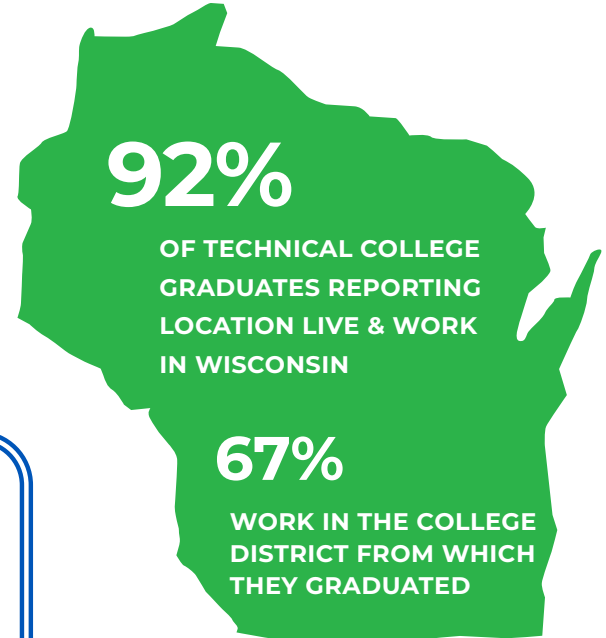 92%
OF TECHNICAL COLLEGE
GRADUATES REPORTING
LOCATION LIVE & WORK
IN WISCONSIN
67%
WORK IN THE COLLEGE
DISTRICT FROM WHICH
THEY GRADUATED